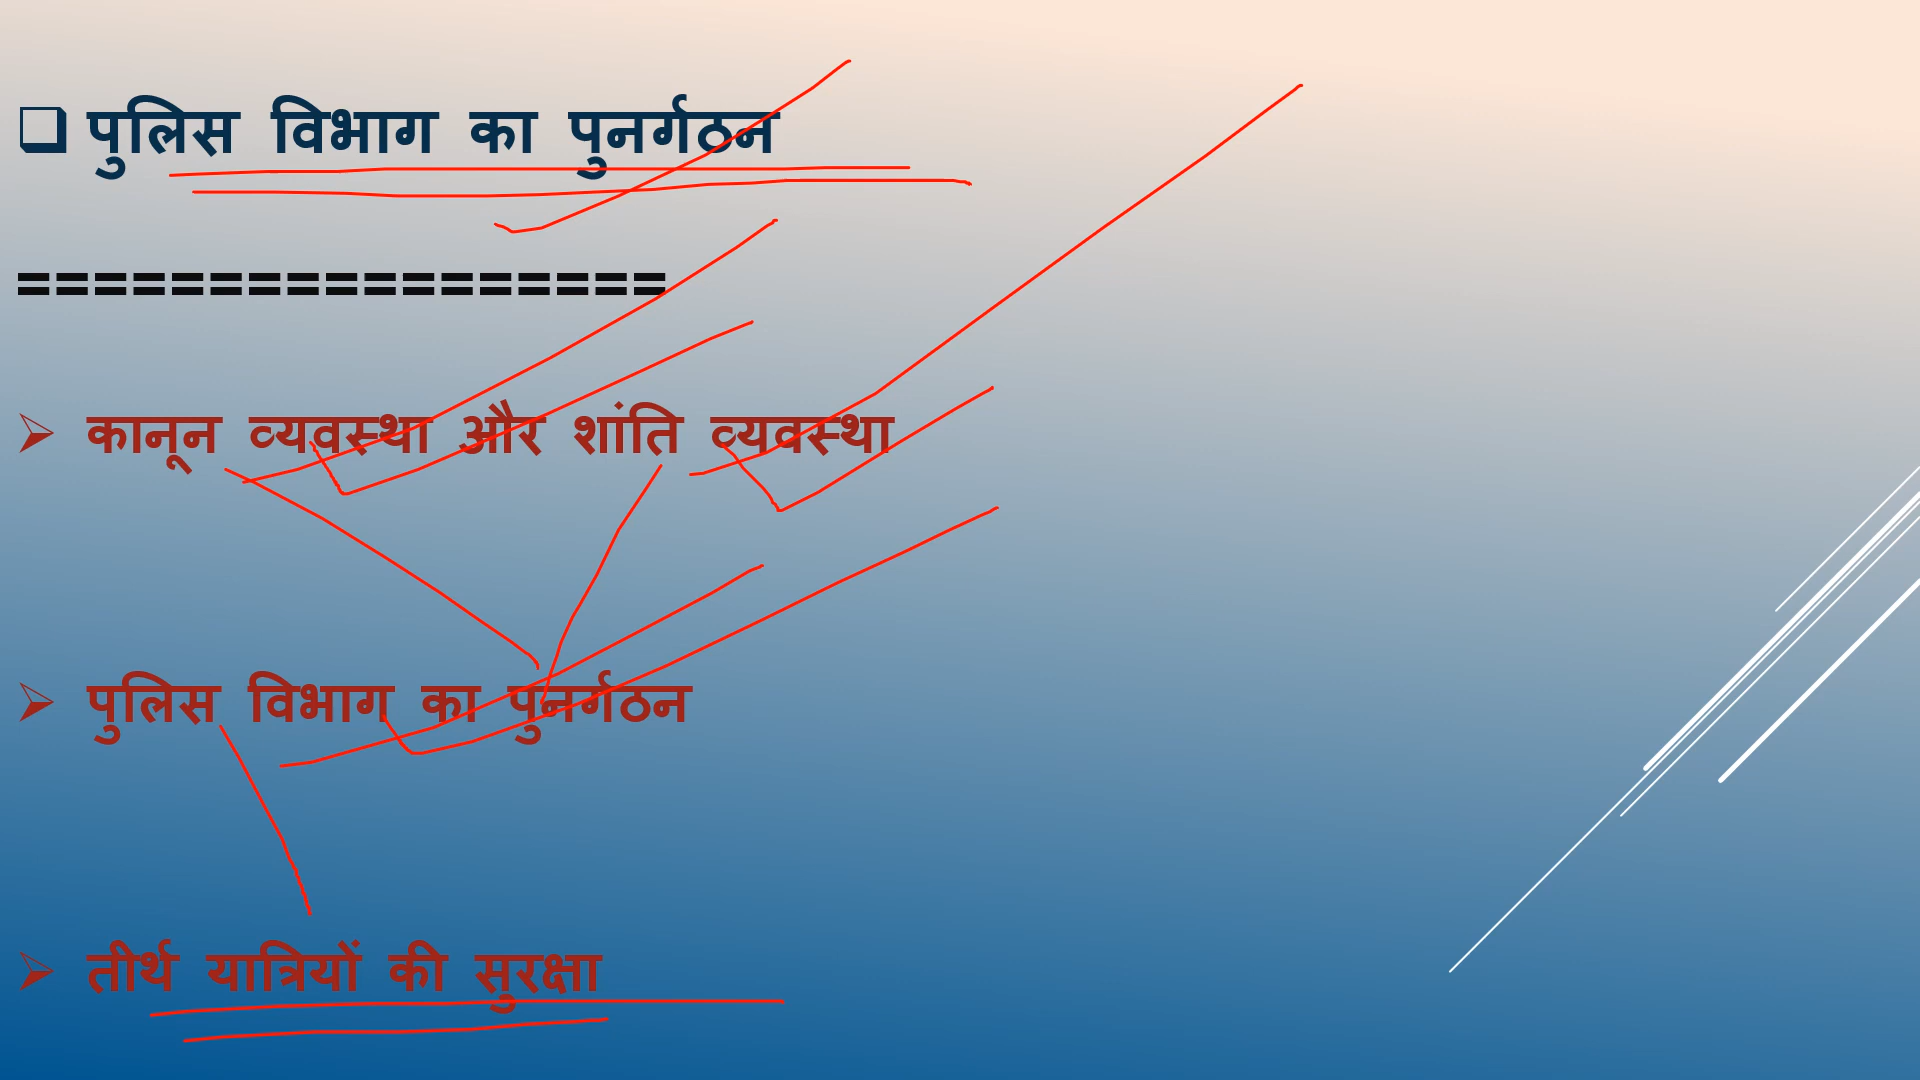 ❑ पुलिस विभाग का पुनर्गठन
=================
➢ कानून व्यवस्था और शांति व्यवस्था
➢ पुलिस विभाग का पुनर्गठन
➢ तीर्थ यात्रियों की सुरक्षा